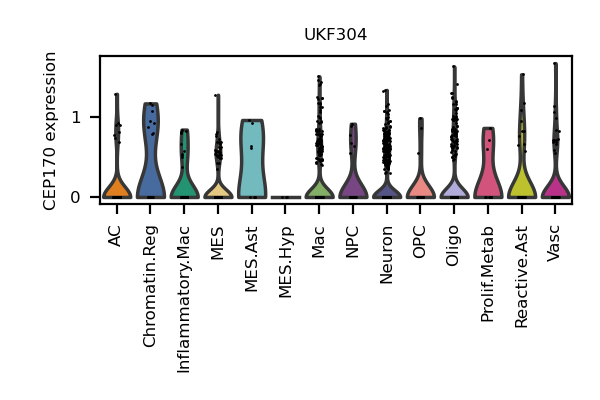 UKF304
CEP170 expression
1
0
AC
Chromatin.Reg
Inflammatory.Mac
MES
MES.Ast
MES.Hyp
Mac
NPC
Neuron
OPC
Oligo
Prolif.Metab
Reactive.Ast
Vasc